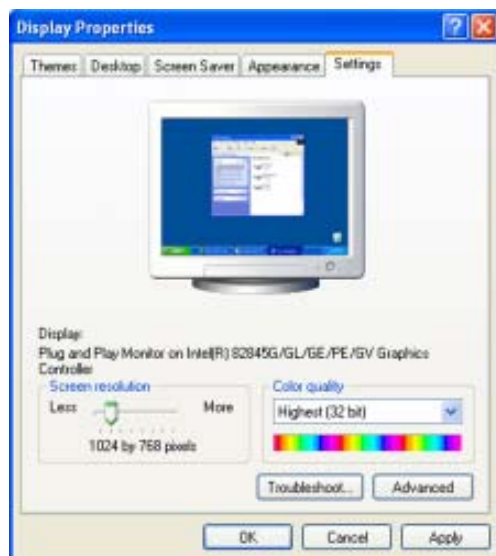 Display Properties
Themes Desktop Screen Saver Appearance Settings
Display:
Plug and Play Monitor on Intel(R) 82845G/GL/GE/PE/GV Graphics
Controller
Screen resolution
Less More
1024 by 768 pixels
Color quality
Highest (32 bit)
Troubleshoot... Advanced
OK Cancel Apply